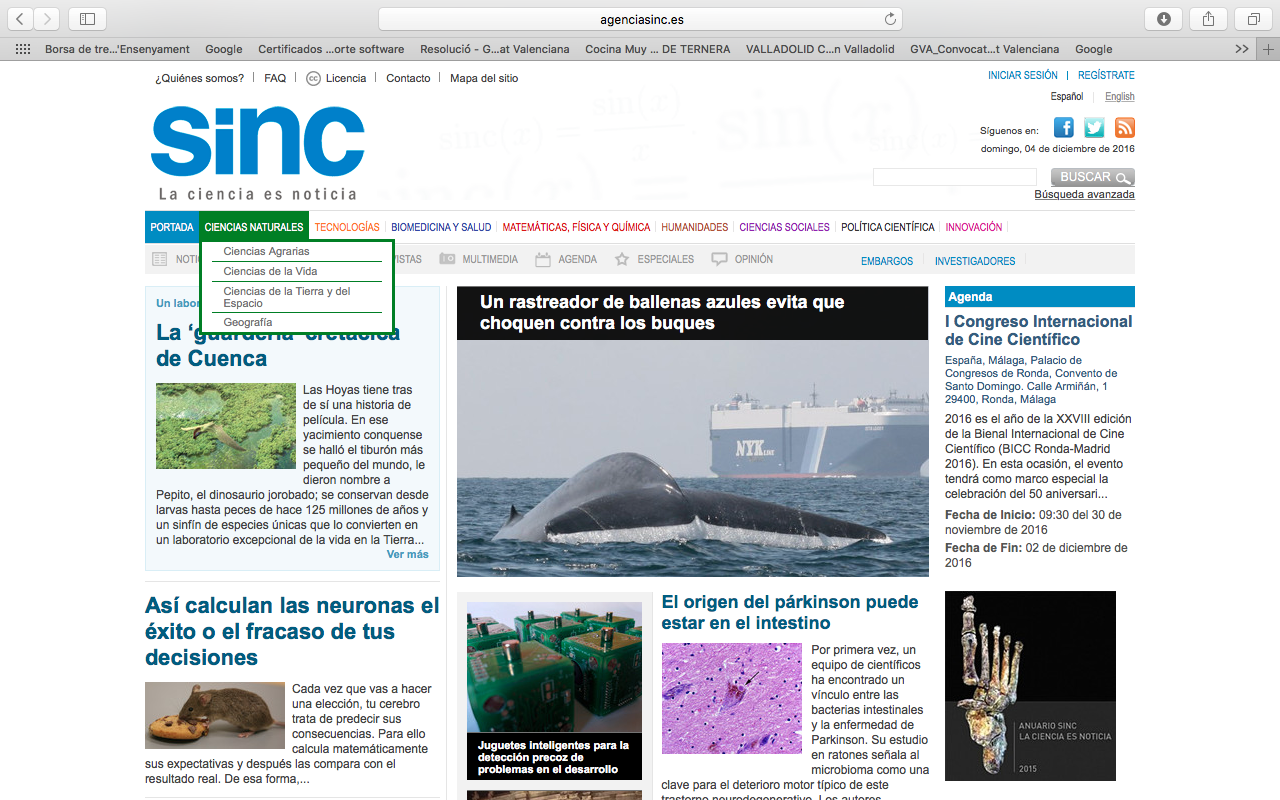 agenciasinc.es
Borsa de tre...'Ensenyament Google Certificados ...orte software Resolució - G...at Valenciana Cocina Muy ... DE TERNERA VALLADOLID C...n Valladolid GVA_Convocat...t Valenciana Google
¿Quiénes somos? FAQ cc Licencia Contacto Mapa del sitio
INICIAR SESIÓN | REGÍSTRATE
Español English
Síguenos en:
domingo, 04 de diciembre de 2016
sinc
La ciencia es noticia
BUSCAR
Búsqueda avanzada
PORTADA CIENCIAS NATURALES TECNOLOGÍAS BIOMEDICINA Y SALUD MATEMÁTICAS, FÍSICA Y QUÍMICA HUMANIDADES CIENCIAS SOCIALES POLÍTICA CIENTÍFICA INNOVACIÓN
Ciencias Agrarias
Ciencias de la Vida
Ciencias de la Tierra y del
Espacio
Geografía
NOTI VISTAS MULTIMEDIA AGENDA ESPECIALES OPINIÓN EMBARGOS INVESTIGADORES
Un labor
La ‘guardería’ cretácica
de Cuenca
Las Hoyas tiene tras
de sí una historia de
película. En ese
yacimiento conquense
se halló el tiburón más
pequeño del mundo, le
dieron nombre a
Pepito, el dinosaurio jorobado; se conservan desde
larvas hasta peces de hace 125 millones de años y
un sinfín de especies únicas que lo convierten en
un laboratorio excepcional de la vida en la Tierra...
Ver más
Así calculan las neuronas el
éxito o el fracaso de tus
decisiones
Cada vez que vas a hacer
una elección, tu cerebro
trata de predecir sus
consecuencias. Para ello
calcula matemáticamente
sus expectativas y después las compara con el
resultado real. De esa forma,...
Un rastreador de ballenas azules evita que
choquen contra los buques
NYK LINE
Juguetes inteligentes para la
detección precoz de
problemas en el desarrollo
El origen del párkinson puede
estar en el intestino
Por primera vez, un
equipo de científicos
ha encontrado un
vínculo entre las
bacterias intestinales
y la enfermedad de
Parkinson. Su estudio
en ratones señala al
microbioma como una
clave para el deterioro motor típico de este
trastorno neurodegenerativo. Los autores
Agenda
I Congreso Internacional
de Cine Científico
España, Málaga, Palacio de
Congresos de Ronda, Convento de
Santo Domingo. Calle Armiñán, 1
29400, Ronda, Málaga
2016 es el año de la XXVIII edición
de la Bienal Internacional de Cine
Científico (BICC Ronda-Madrid
2016). En esta ocasión, el evento
tendrá como marco especial la
celebración del 50 aniversari...
Fecha de Inicio: 09:30 del 30 de
noviembre de 2016
Fecha de Fin: 02 de diciembre de
2016
ANUARIO SINC
LA CIENCIA ES NOTICIA
2015